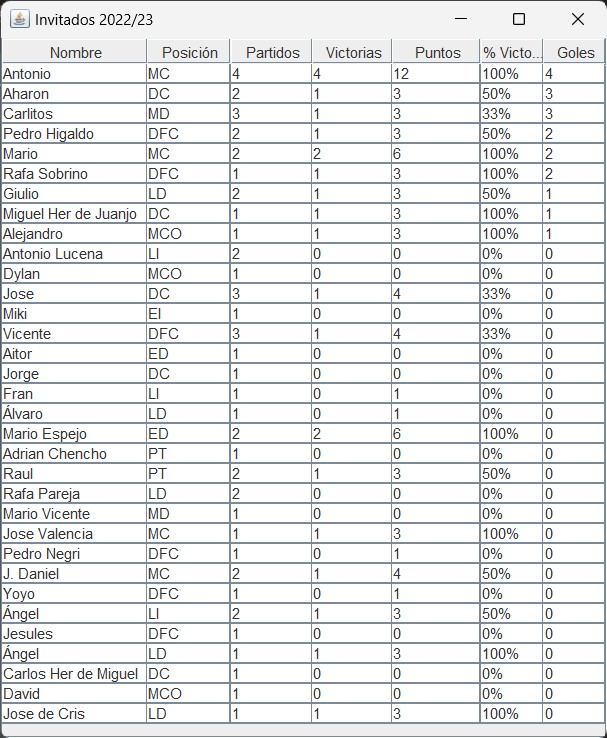 Invitados 2022/23
Nombre Posición Partidos Victorias Puntos % Victo... Goles
Antonio MC 4 4 12 100% 4
Aharon DC 2 1 3 50% 3
Carlitos MD 3 1 3 33% 3
Pedro Higaldo DFC 2 1 3 50% 2
Mario MC 2 2 6 100% 2
Rafa Sobrino DFC 1 1 3 100% 2
Giulio LD 2 1 3 50% 1
Miguel Her de Juanjo DC 1 1 3 100% 1
Alejandro MCO 1 1 3 100% 1
Antonio Lucena LI 2 0 0 0% 0
Dylan MCO 1 0 0 0% 0
Jose DC 3 1 4 33% 0
Miki EI 1 0 0 0% 0
Vicente DFC 3 1 4 33% 0
Aitor ED 1 0 0 0% 0
Jorge DC 1 0 0 0% 0
Fran LI 1 0 1 0% 0
Álvaro LD 1 0 1 0% 0
Mario Espejo ED 2 2 6 100% 0
Adrian Chencho PT 1 0 0 0% 0
Raul PT 2 1 3 50% 0
Rafa Pareja LD 2 0 0 0% 0
Mario Vicente MD 1 0 0 0% 0
Jose Valencia MC 1 1 3 100% 0
Pedro Negri DFC 1 0 1 0% 0
J. Daniel MC 2 1 4 50% 0
Yoyo DFC 1 0 1 0% 0
Ángel LI 2 1 3 50% 0
Jesules DFC 1 0 0 0% 0
Ángel LD 1 1 3 100% 0
Carlos Her de Miguel DC 1 0 0 0% 0
David MCO 1 0 0 0% 0
Jose de Cris LD 1 1 3 100% 0